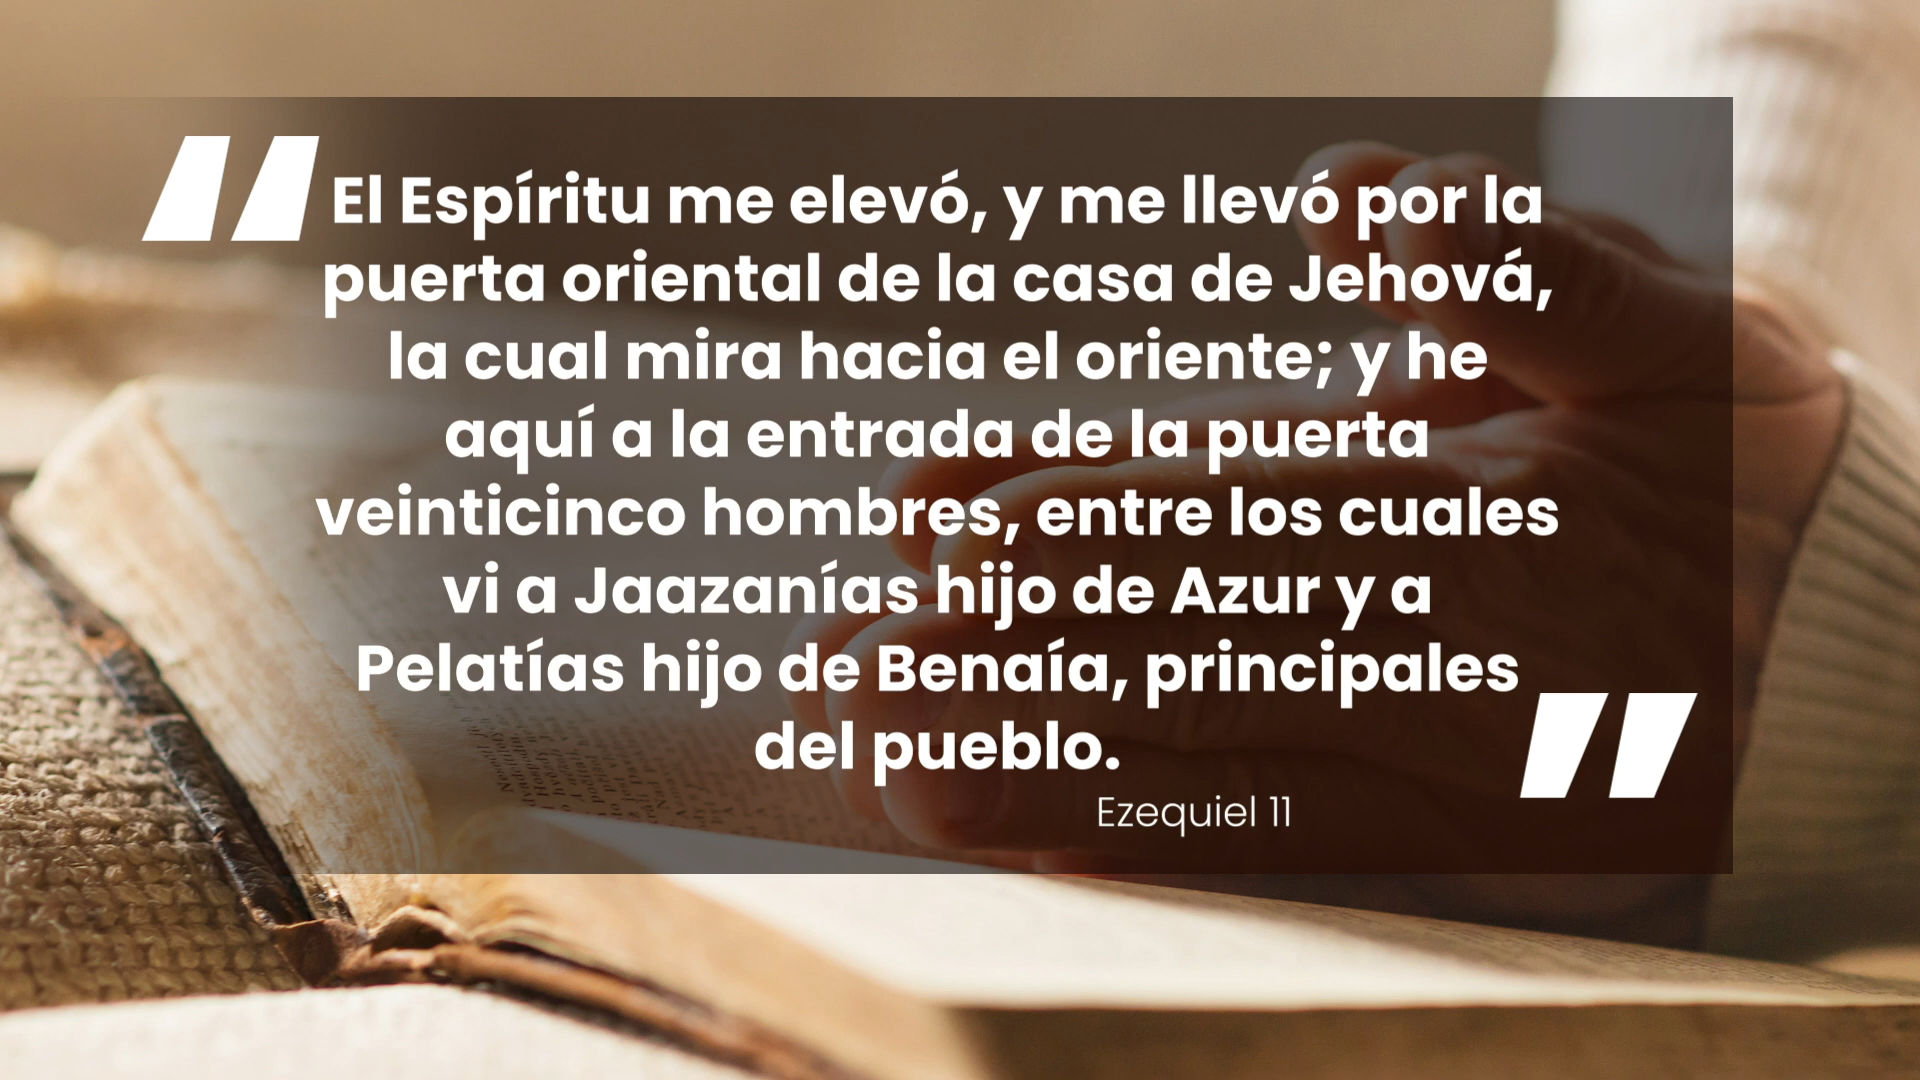 El Espíritu me elevó, y me llevó por la
puerta oriental de la casa de Jehová,
la cual mira hacia el oriente; y he
aquí a la entrada de la puerta
veinticinco hombres, entre los cuales
vi a Jaazanías hijo de Azur y a
Pelatías hijo de Benaía, principales
del pueblo.
Ezequiel 11